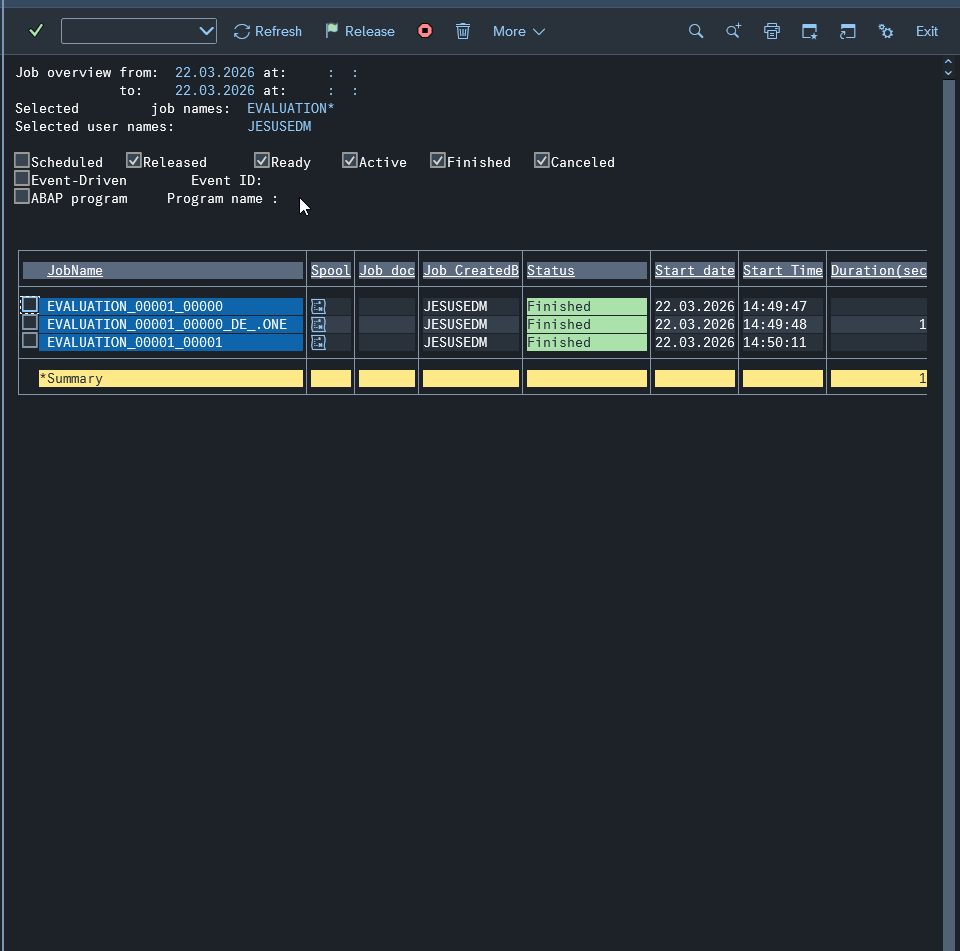 Refresh Release More Exit
Job overview from: 22.03.2026 at: : :
to: 22.03.2026 at: : :
Selected job names: EVALUATION*
Selected user names: JESUSEDM
Scheduled Released Ready Active Finished Canceled
Event-Driven Event ID:
ABAP program Program name :
JobName Spool Job doc Job CreatedB Status Start date Start Time Duration(sec
EVALUATION_00001_00000 JESUSEDM Finished 22.03.2026 14:49:47
EVALUATION_00001_00000_DE_.ONE JESUSEDM Finished 22.03.2026 14:49:48 1
EVALUATION_00001_00001 JESUSEDM Finished 22.03.2026 14:50:11
*Summary 1